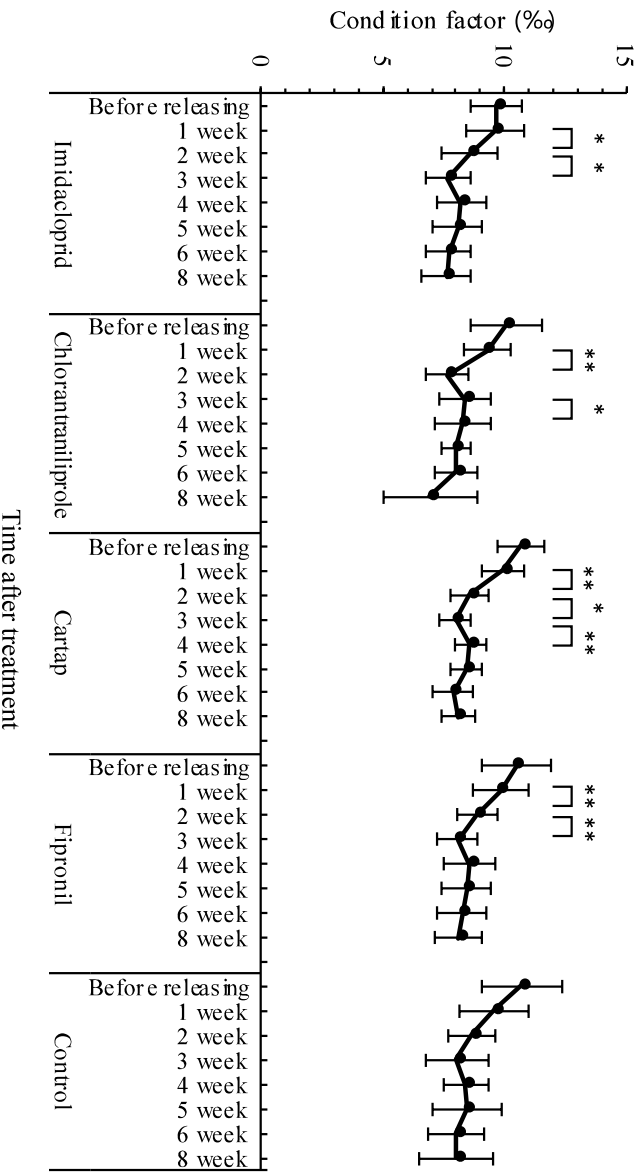 Condition factor (‰)
0
5
10
15
Before releasing
1 week
2 week
3 week
4 week
5 week
6 week
8 week
Imidacloprid
*
*
Before releasing
1 week
2 week
3 week
4 week
5 week
6 week
8 week
Chlorantraniliprole
**
*
Before releasing
1 week
2 week
3 week
4 week
5 week
6 week
8 week
Cartap
**
*
**
Before releasing
1 week
2 week
3 week
4 week
5 week
6 week
8 week
Fipronil
**
**
Before releasing
1 week
2 week
3 week
4 week
5 week
6 week
8 week
Control
Time after treatment